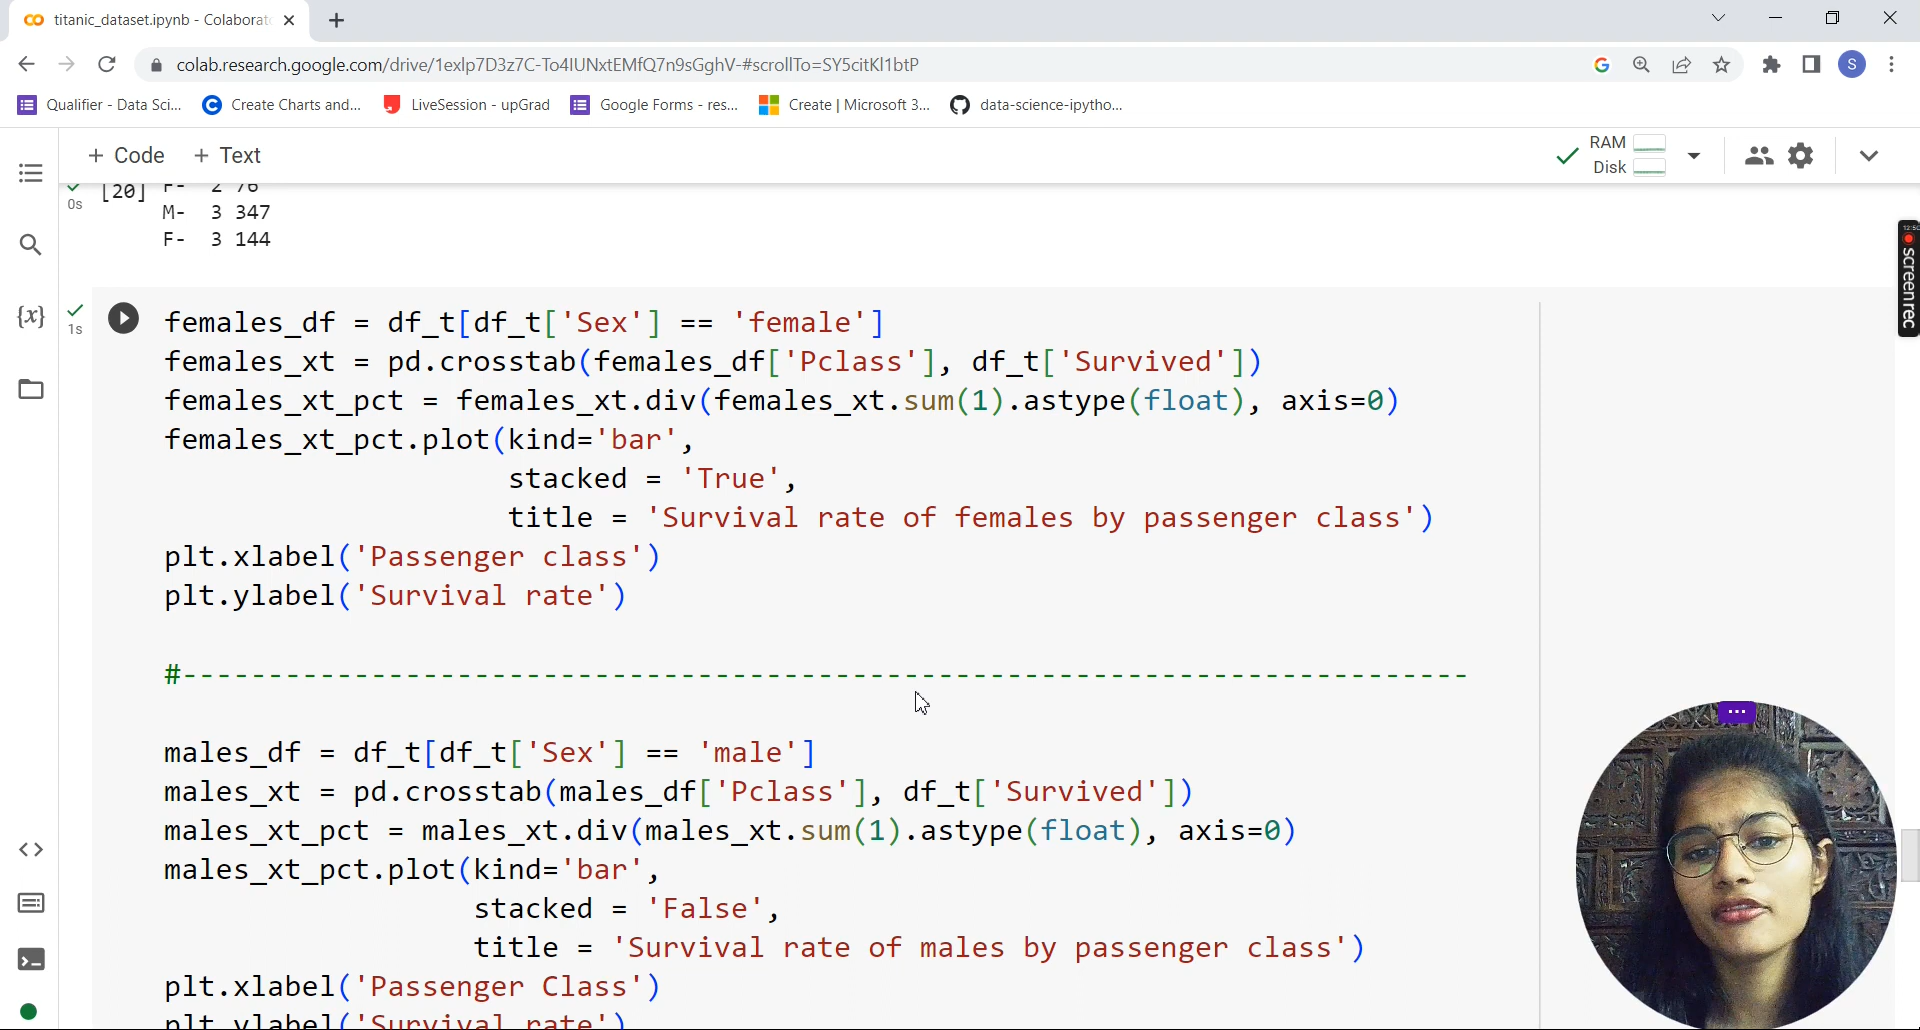 titanic_dataset.ipynb - Colaborat
colab.research.google.com/drive/1exlp7D3z7C-To4IUNxtEMfQ7n9sGghV-#scrollTo=SY5citKl1btP
S
Qualifier - Data Sci...
Create Charts and...
LiveSession - upGrad
Google Forms - res...
Create | Microsoft 3...
data-science-ipytho...
+ Code
+ Text
RAM
Disk
[20]
0s
F-  2 76
M-  3 347
F-  3 144
{x}
1s
females_df = df_t[df_t['Sex'] == 'female']
females_xt = pd.crosstab(females_df['Pclass'], df_t['Survived'])
females_xt_pct = females_xt.div(females_xt.sum(1).astype(float), axis=0)
females_xt_pct.plot(kind='bar',
stacked = 'True',
title = 'Survival rate of females by passenger class')
plt.xlabel('Passenger class')
plt.ylabel('Survival rate')
#---------------------------------------------------------------------------
males_df = df_t[df_t['Sex'] == 'male']
males_xt = pd.crosstab(males_df['Pclass'], df_t['Survived'])
males_xt_pct = males_xt.div(males_xt.sum(1).astype(float), axis=0)
males_xt_pct.plot(kind='bar',
stacked = 'False',
title = 'Survival rate of males by passenger class')
plt.xlabel('Passenger Class')
plt.ylabel('Survival rate')
screenrec